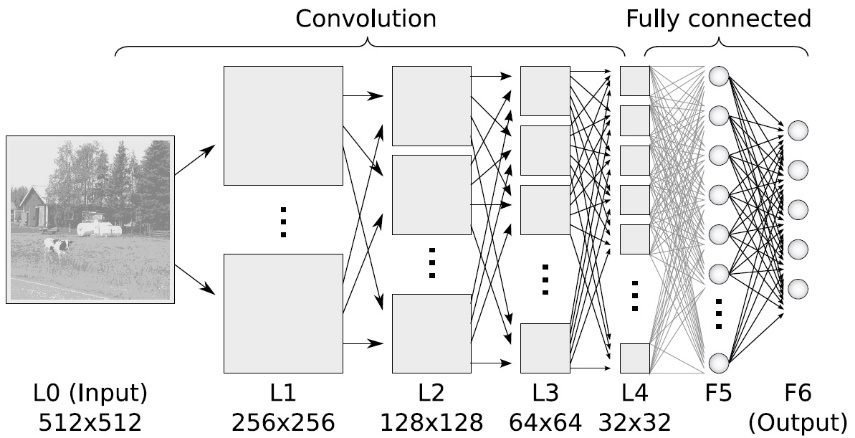 Convolution
Fully connected
L0 (Input)
512x512
L1
256x256
L2
128x128
L3
64x64
L4
32x32
F5
F6
(Output)